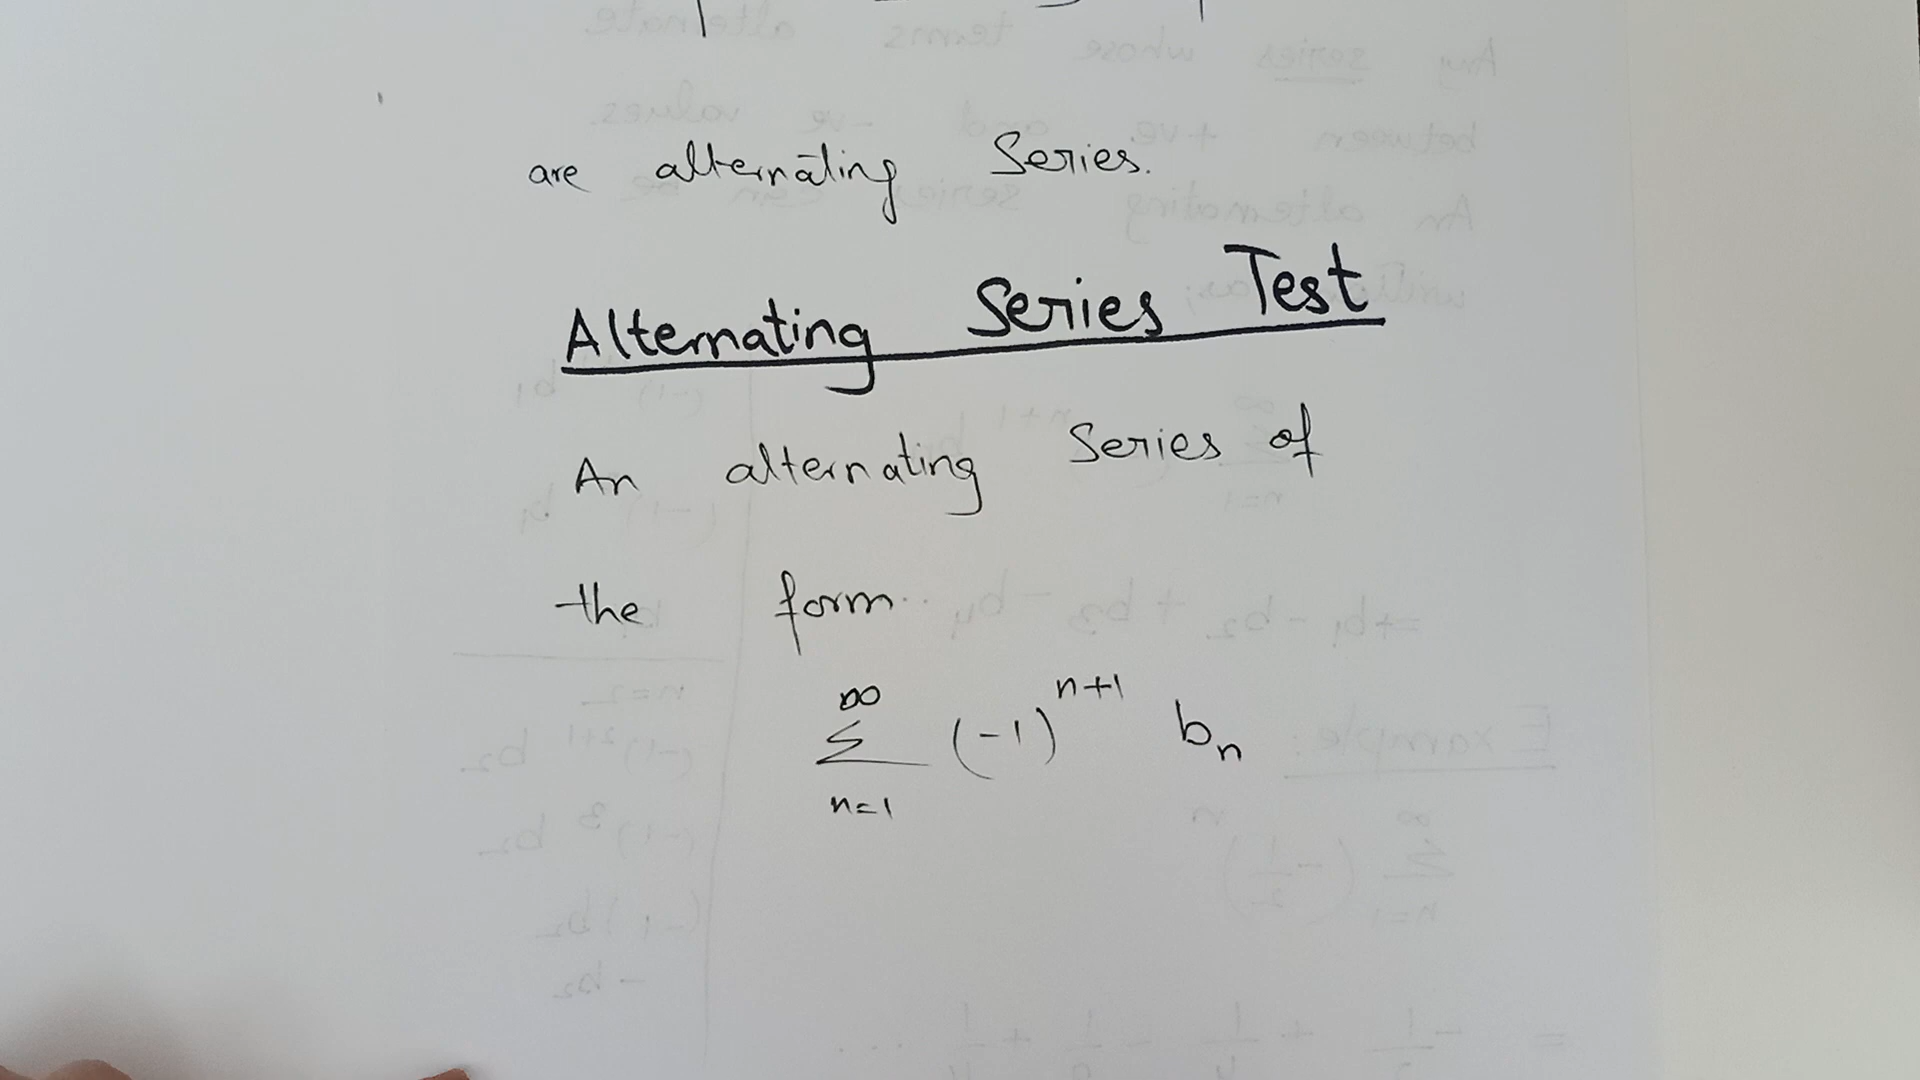 are alternating Series.
Alternating Series Test
An alternating Series of
the form
∞
Σ (-1)^{n+1} b_n
n=1